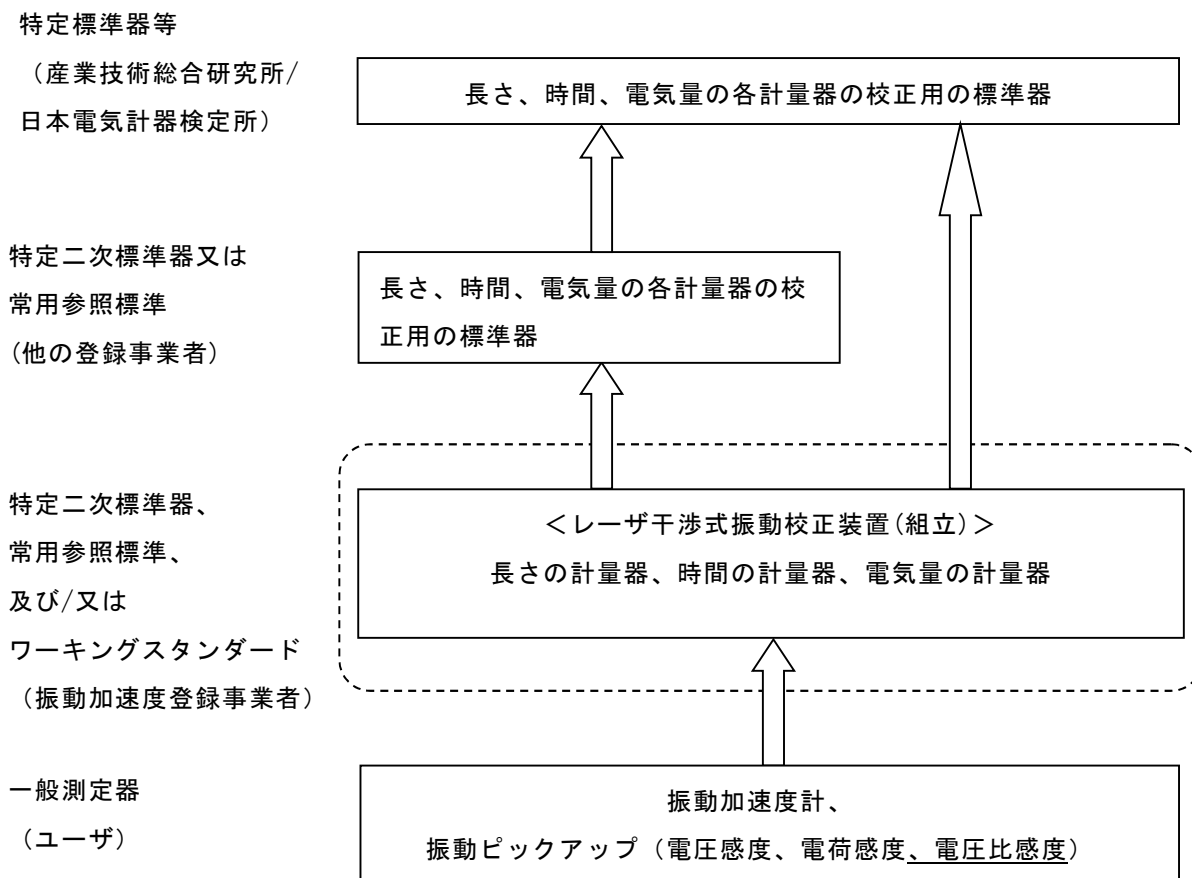 特定標準器等
（産業技術総合研究所/
日本電気計器検定所）
長さ、時間、電気量の各計量器の校正用の標準器
特定二次標準器又は
常用参照標準
(他の登録事業者)
長さ、時間、電気量の各計量器の校
正用の標準器
特定二次標準器、
常用参照標準、
及び/又は
ワーキングスタンダード
（振動加速度登録事業者）
＜レーザ干渉式振動校正装置(組立)＞
長さの計量器、時間の計量器、電気量の計量器
一般測定器
（ユーザ）
振動加速度計、
振動ピックアップ（電圧感度、電荷感度、電圧比感度）